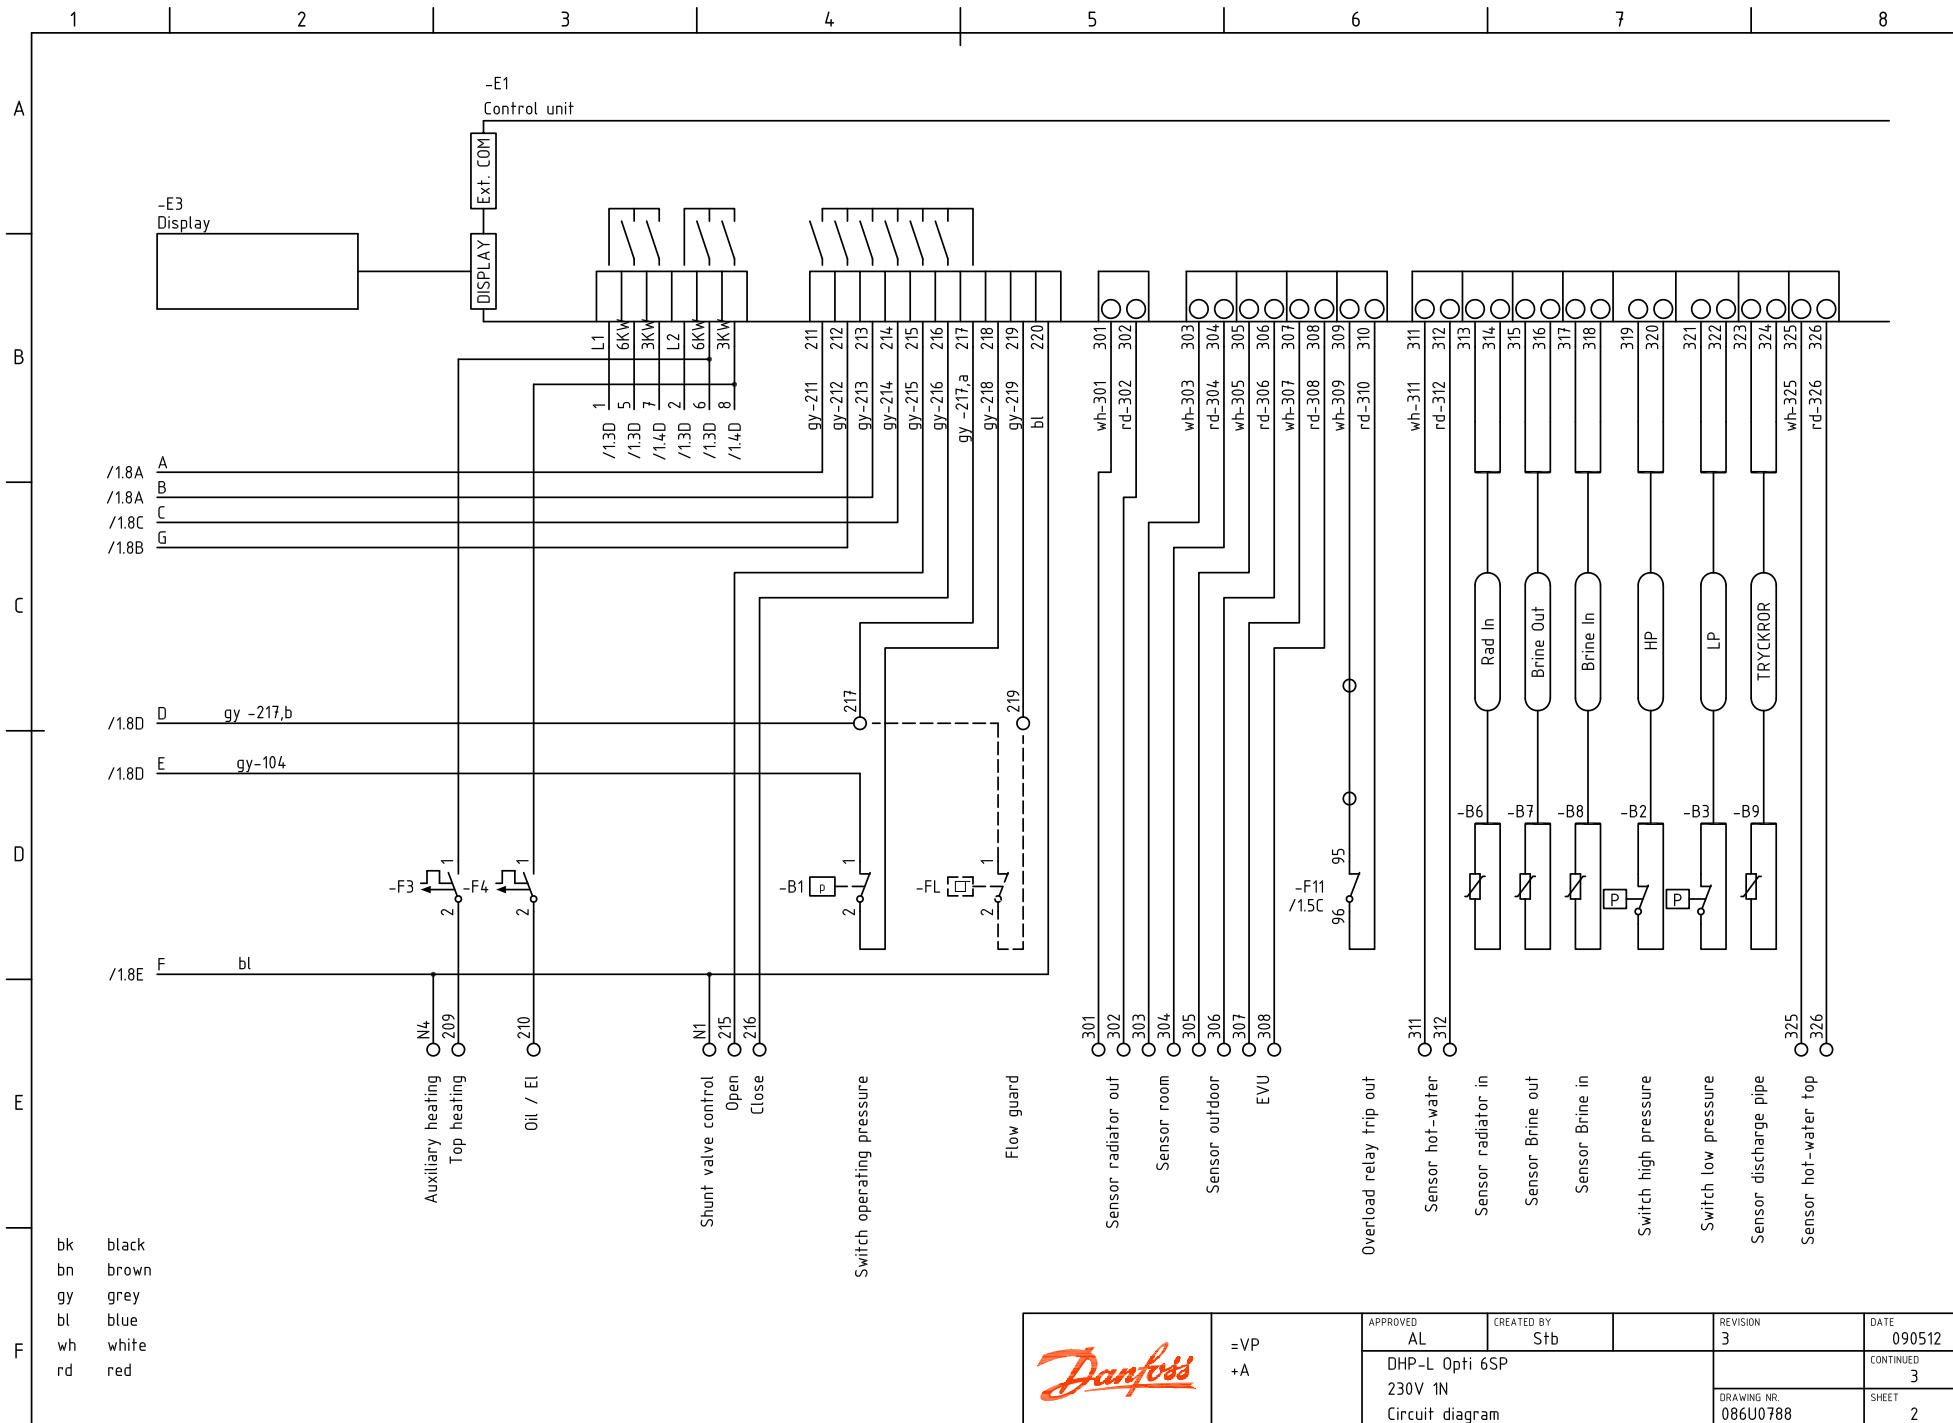 1 2 3 4 5 6 7 8
A
B
C
D
E
F
-E1
Control unit
Ext. COM
DISPLAY
-E3
Display
L1 6KW 3KW L2 6KW 3KW
1 5 7 2 6 8
/1.3D /1.3D /1.4D /1.3D /1.3D /1.4D
211 212 213 214 215 216 217 218 219 220
gy-211 gy-212 gy-213 gy-214 gy-215 gy-216 gy -217,a gy-218 gy-219 bl
301 302 303 304 305 306 307 308 309 310
wh-301 rd-302 wh-303 rd-304 wh-305 rd-306 wh-307 rd-308 wh-309 rd-310
311 312 313 314 315 316 317 318 319 320 321 322 323 324 325 326
wh-311 rd-312 wh-325 rd-326
/1.8A A
/1.8A B
/1.8C C
/1.8B G
Rad In
Brine Out
Brine In
HP
LP
TRYCKROR
/1.8D D gy -217,b
217 219
/1.8D E gy-104
-F3 1 2
-F4 1 2
-B1 p 1 2
-FL 1 2
-F11
/1.5C
95 96
-B6 -B7 -B8 -B2 -B3 -B9
P P
/1.8E F bl
N4 209 210 N1 215 216
301 302 303 304 305 306 307 308 311 312 325 326
Auxiliary heating
Top heating
Oil / El
Shunt valve control
Open
Close
Switch operating pressure
Flow guard
Sensor radiator out
Sensor room
Sensor outdoor
EVU
Overload relay trip out
Sensor hot-water
Sensor radiator in
Sensor Brine out
Sensor Brine in
Switch high pressure
Switch low pressure
Sensor discharge pipe
Sensor hot-water top
bk black
bn brown
gy grey
bl blue
wh white
rd red
Danfoss
=VP
+A
APPROVED
AL
CREATED BY
Stb
REVISION
3
DATE
090512
DHP-L Opti 6SP
230V 1N
Circuit diagram
CONTINUED
3
DRAWING NR.
086U0788
SHEET
2